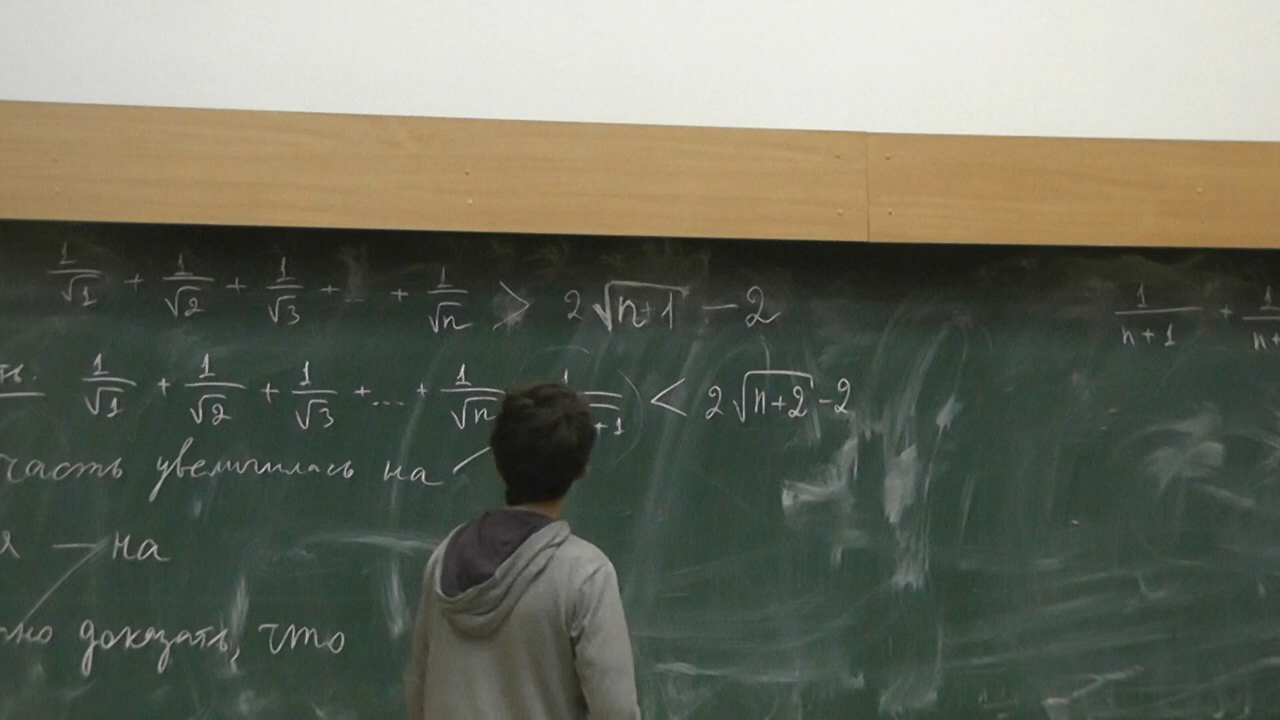 1/√1 + 1/√2 + 1/√3 + ... + 1/√n > 2√(n+1) − 2
1/√1 + 1/√2 + 1/√3 + ... + 1/√n < 2√(n+2) − 2
часть увеличилась на
— на
доказать, что
1/(n+1) +